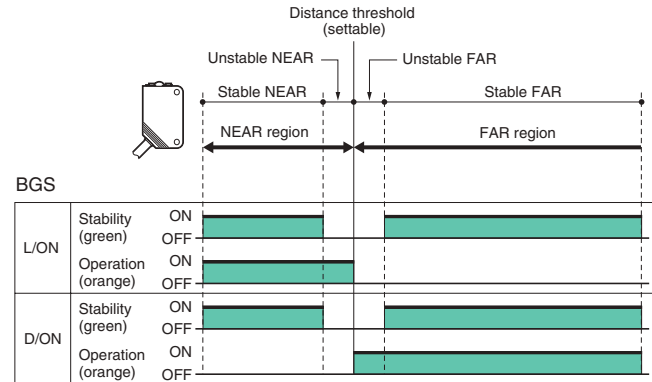 Distance threshold
(settable)
Unstable NEAR
Unstable FAR
Stable NEAR
Stable FAR
NEAR region
FAR region
BGS
L/ON
Stability
(green)
ON
OFF
Operation
(orange)
ON
OFF
D/ON
Stability
(green)
ON
OFF
Operation
(orange)
ON
OFF